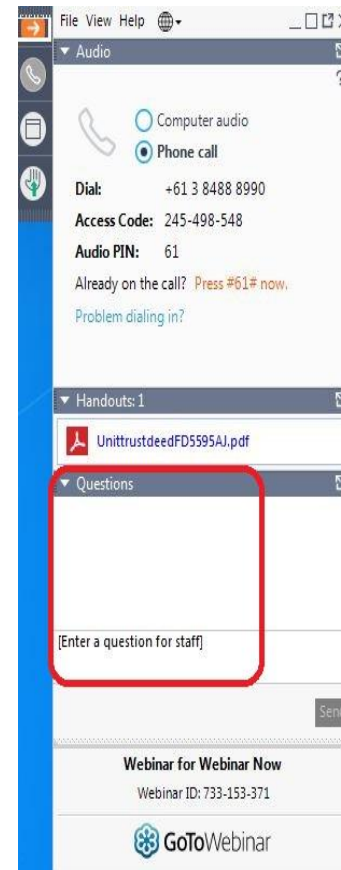 File View Help
Audio
?
Computer audio
Phone call
Dial: +61 3 8488 8990
Access Code: 245-498-548
Audio PIN: 61
Already on the call? Press #61# now.
Problem dialing in?
Handouts: 1
UnittrustdeedFD5595AJ.pdf
Questions
[Enter a question for staff]
Send
Webinar for Webinar Now
Webinar ID: 733-153-371
GoToWebinar